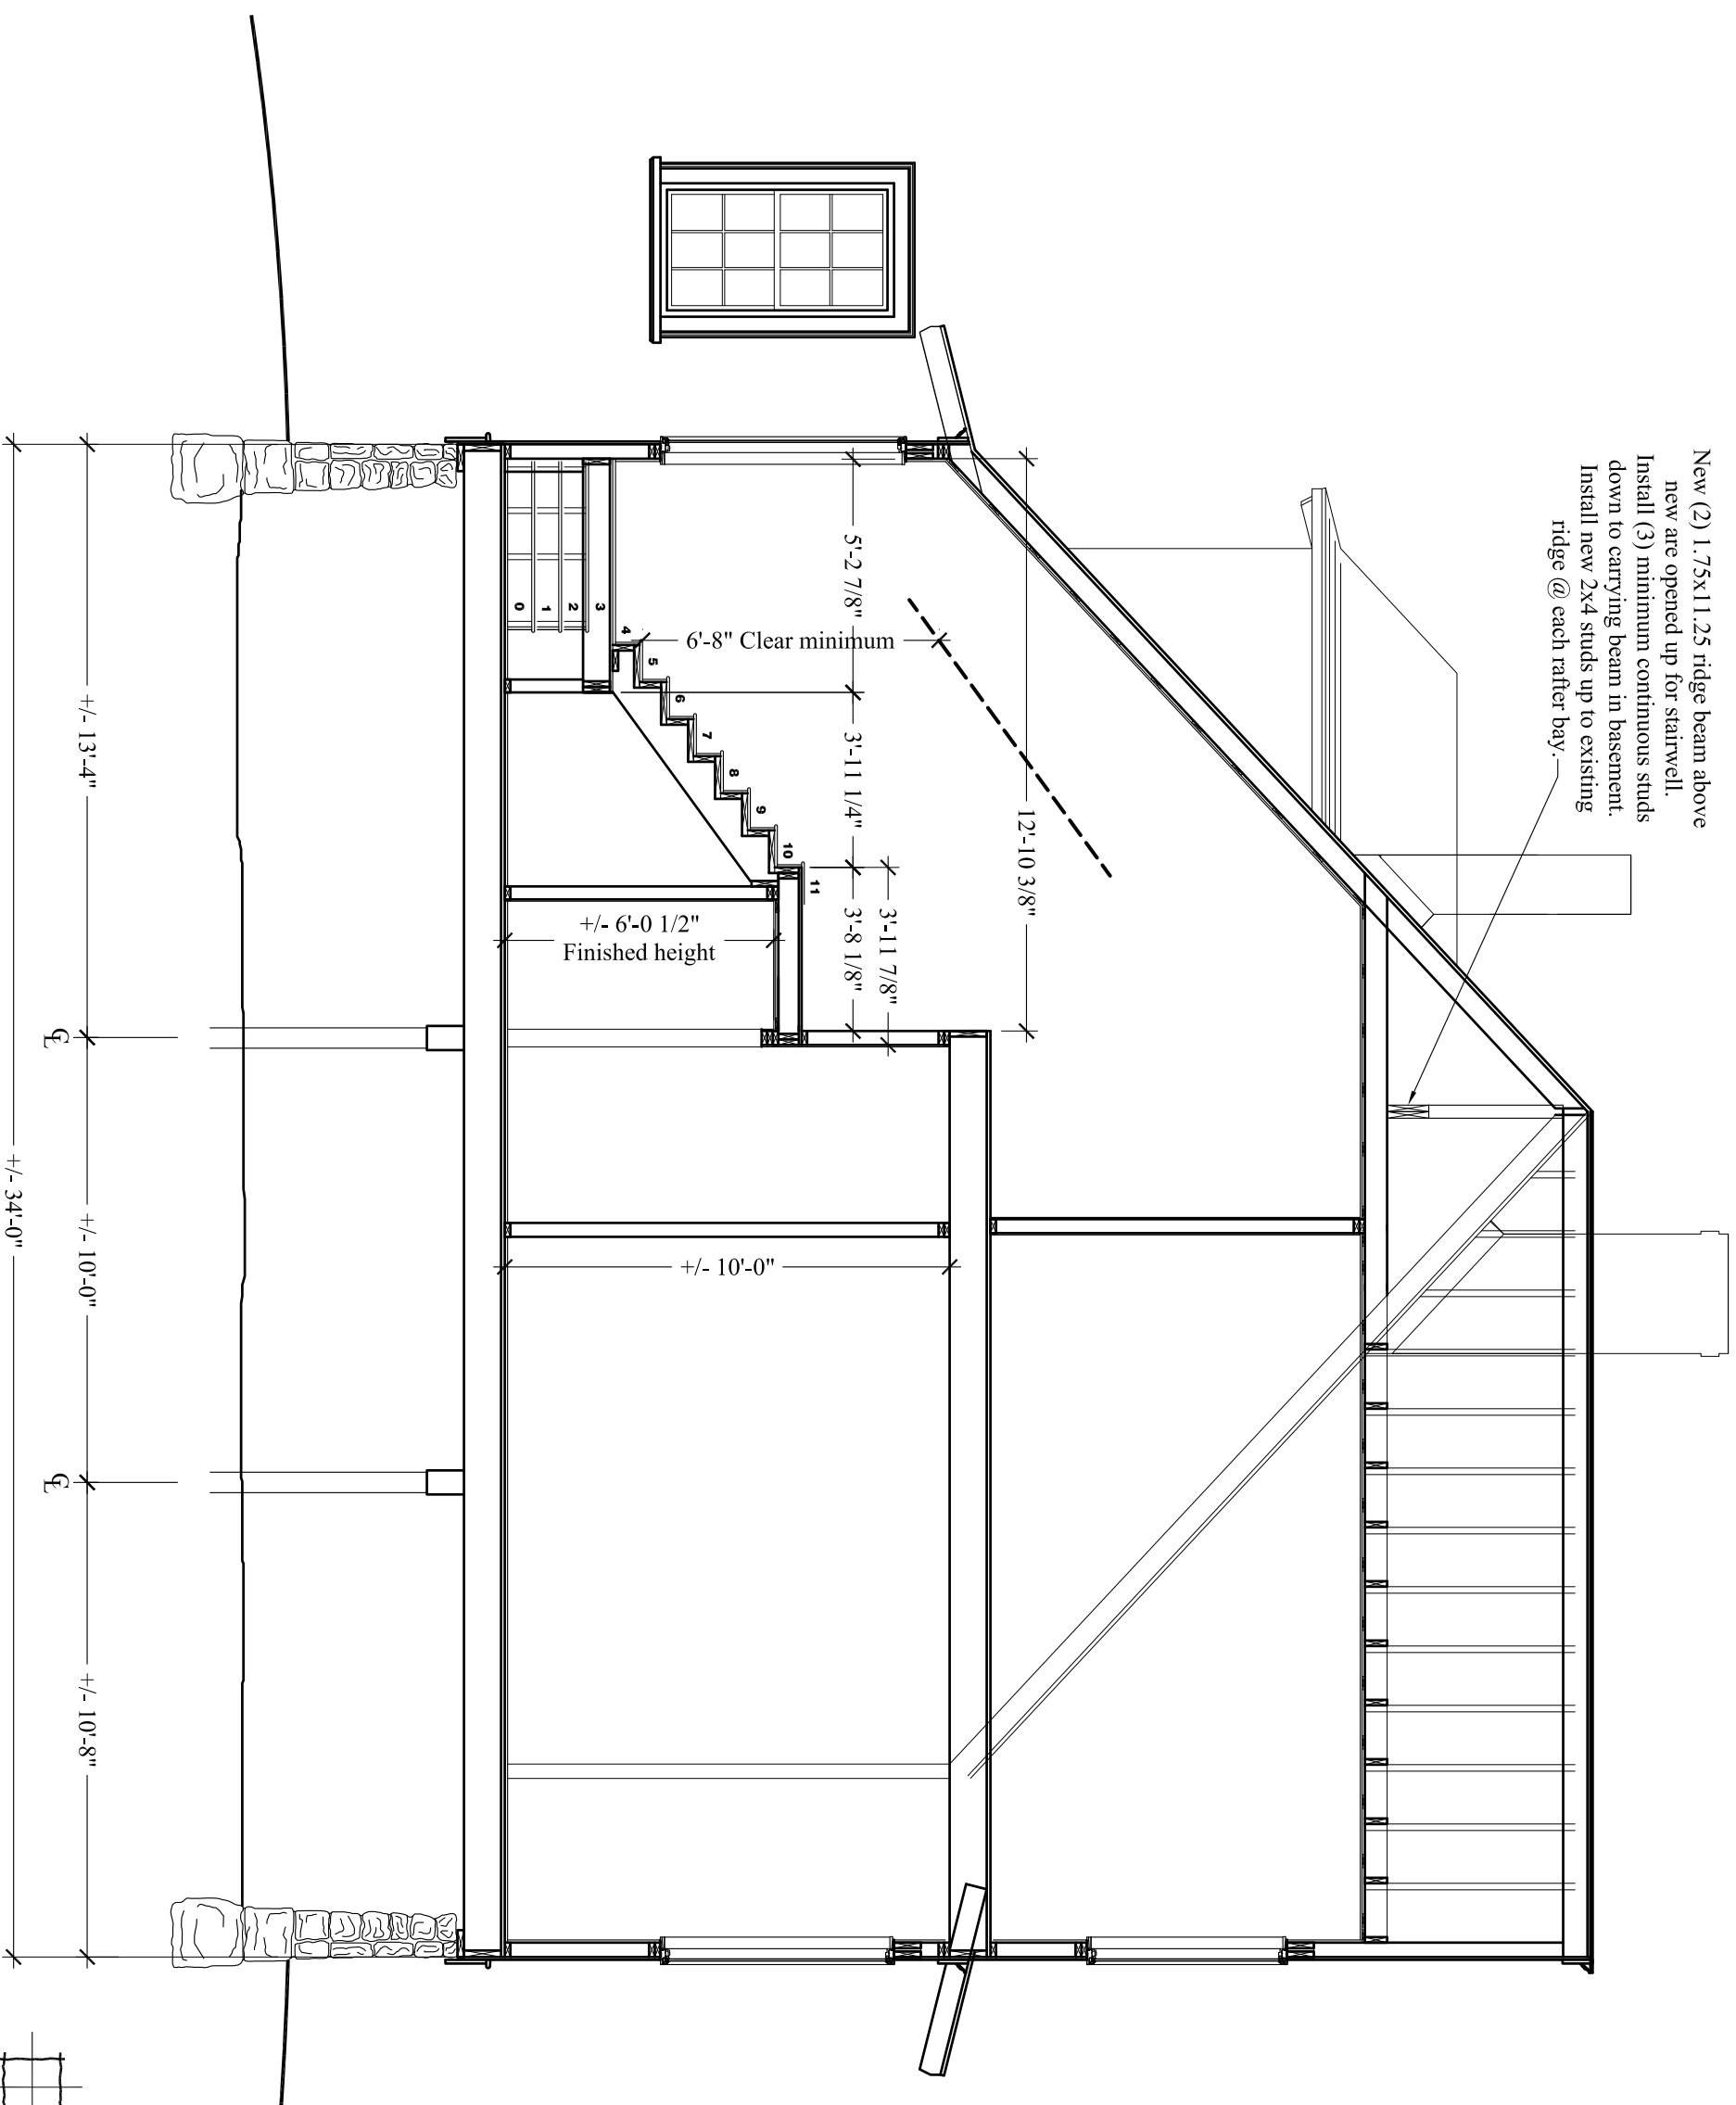 New (2) 1.75x11.25 ridge beam above
new are opened up for stairwell.
Install (3) minimum continuous studs
down to carrying beam in basement.
Install new 2x4 studs up to existing
ridge @ each rafter bay.
12'-10 3/8"
3'-11 7/8"
5'-2 7/8"
3'-11 1/4"
3'-8 1/8"
6'-8" Clear minimum
11
10
9
8
7
6
5
4
3
2
1
0
+/- 6'-0 1/2"
Finished height
+/- 10'-0"
+/- 13'-4"
+/- 10'-0"
+/- 10'-8"
CL
CL
+/- 34'-0"